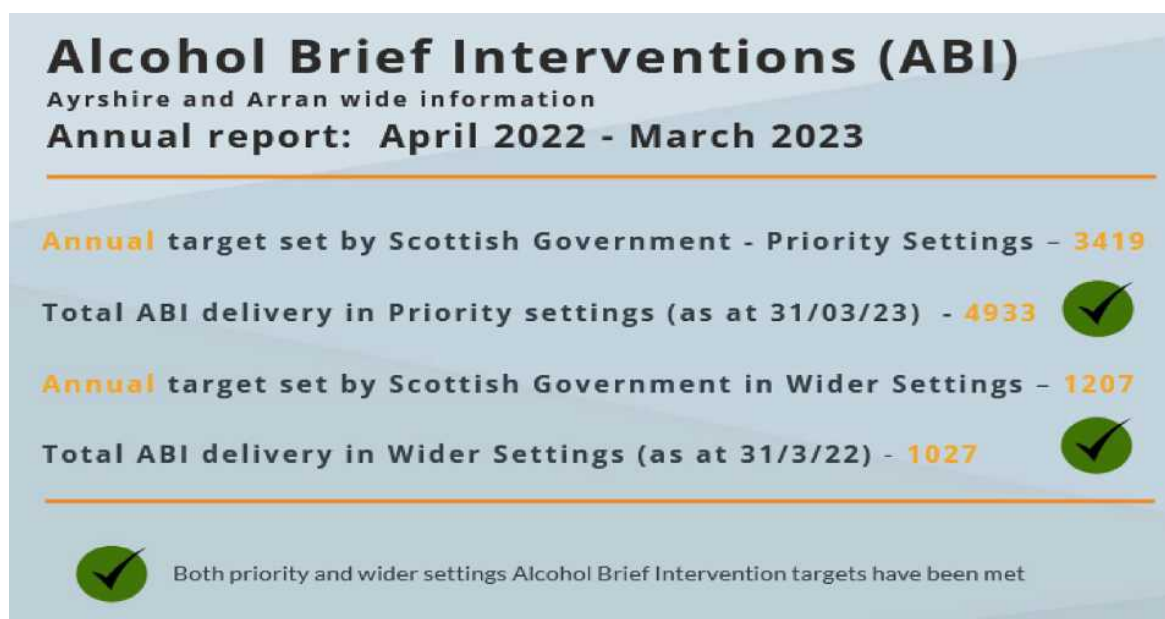 Alcohol Brief Interventions (ABI)
Ayrshire and Arran wide information
Annual report:  April 2022 - March 2023
Annual target set by Scottish Government - Priority Settings – 3419
Total ABI delivery in Priority settings (as at 31/03/23)  - 4933
Annual target set by Scottish Government in Wider Settings – 1207
Total ABI delivery in Wider Settings (as at 31/3/22) - 1027
Both priority and wider settings Alcohol Brief Intervention targets have been met